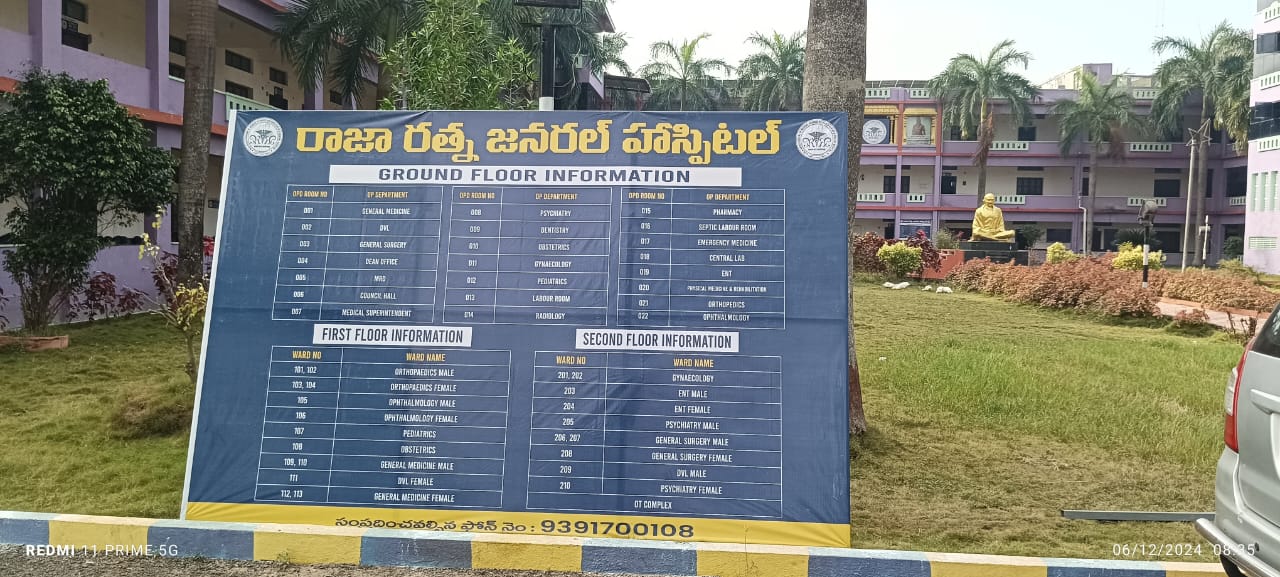 రాజా రత్న జనరల్ హాస్పిటల్
GROUND FLOOR INFORMATION
OPD ROOM NO OP DEPARTMENT
001 GENERAL MEDICINE
002 DVL
003 GENERAL SURGERY
004 DEAN OFFICE
005 MRD
006 COUNCIL HALL
007 MEDICAL SUPERINTENDENT
OPD ROOM NO OP DEPARTMENT
008 PSYCHIATRY
009 DENTISTRY
010 OBSTETRICS
011 GYNAECOLOGY
012 PEDIATRICS
013 LABOUR ROOM
014 RADIOLOGY
OPD ROOM NO OP DEPARTMENT
015 PHARMACY
016 SEPTIC LABOUR ROOM
017 EMERGENCY MEDICINE
018 CENTRAL LAB
019 ENT
020 PHYSICAL MEDICINE & REHABILITATION
021 ORTHOPEDICS
022 OPHTHALMOLOGY
FIRST FLOOR INFORMATION
WARD NO WARD NAME
101, 102 ORTHOPAEDICS MALE
103, 104 ORTHOPAEDICS FEMALE
105 OPHTHALMOLOGY MALE
106 OPHTHALMOLOGY FEMALE
107 PEDIATRICS
108 OBSTETRICS
109, 110 GENERAL MEDICINE MALE
111 DVL FEMALE
112, 113 GENERAL MEDICINE FEMALE
SECOND FLOOR INFORMATION
WARD NO WARD NAME
201, 202 GYNAECOLOGY
203 ENT MALE
204 ENT FEMALE
205 PSYCHIATRY MALE
206, 207 GENERAL SURGERY MALE
208 GENERAL SURGERY FEMALE
209 DVL MALE
210 PSYCHIATRY FEMALE
OT COMPLEX
సంప్రదించవల్సిన ఫోన్ నెం : 9391700108
REDMI 11 PRIME 5G
06/12/2024 08:35